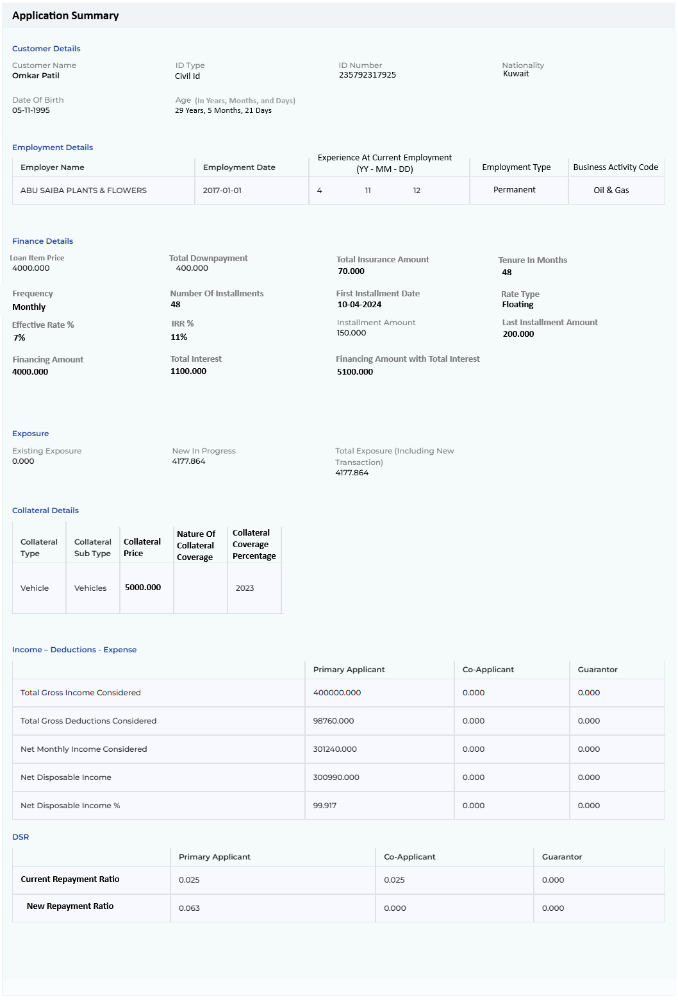 Application Summary
Customer Details
Customer Name ID Type ID Number Nationality
Omkar Patil Civil Id 235792317925 Kuwait
Date Of Birth Age (In Years, Months, and Days)
05-11-1995 29 Years, 5 Months, 21 Days
Employment Details
Employer Name Employment Date Experience At Current Employment (YY - MM - DD) Employment Type Business Activity Code
ABU SAIBA PLANTS & FLOWERS 2017-01-01 4 11 12 Permanent Oil & Gas
Finance Details
Loan Item Price Total Downpayment Total Insurance Amount Tenure In Months
4000.000 400.000 70.000 48
Frequency Number Of Installments First Installment Date Rate Type
Monthly 48 10-04-2024 Floating
Effective Rate % IRR % Installment Amount Last Installment Amount
7% 11% 150.000 200.000
Financing Amount Total Interest Financing Amount with Total Interest
4000.000 1100.000 5100.000
Exposure
Existing Exposure New In Progress Total Exposure (Including New
Transaction)
0.000 4177.864 4177.864
Collateral Details
Collateral Type Collateral Sub Type Collateral Price Nature Of Collateral Coverage Collateral Coverage Percentage
Vehicle Vehicles 5000.000 2023
Income – Deductions - Expense
Primary Applicant Co-Applicant Guarantor
Total Gross Income Considered 400000.000 0.000 0.000
Total Gross Deductions Considered 98760.000 0.000 0.000
Net Monthly Income Considered 301240.000 0.000 0.000
Net Disposable Income 300990.000 0.000 0.000
Net Disposable Income % 99.917 0.000 0.000
DSR
Primary Applicant Co-Applicant Guarantor
Current Repayment Ratio 0.025 0.025 0.000
New Repayment Ratio 0.063 0.000 0.000